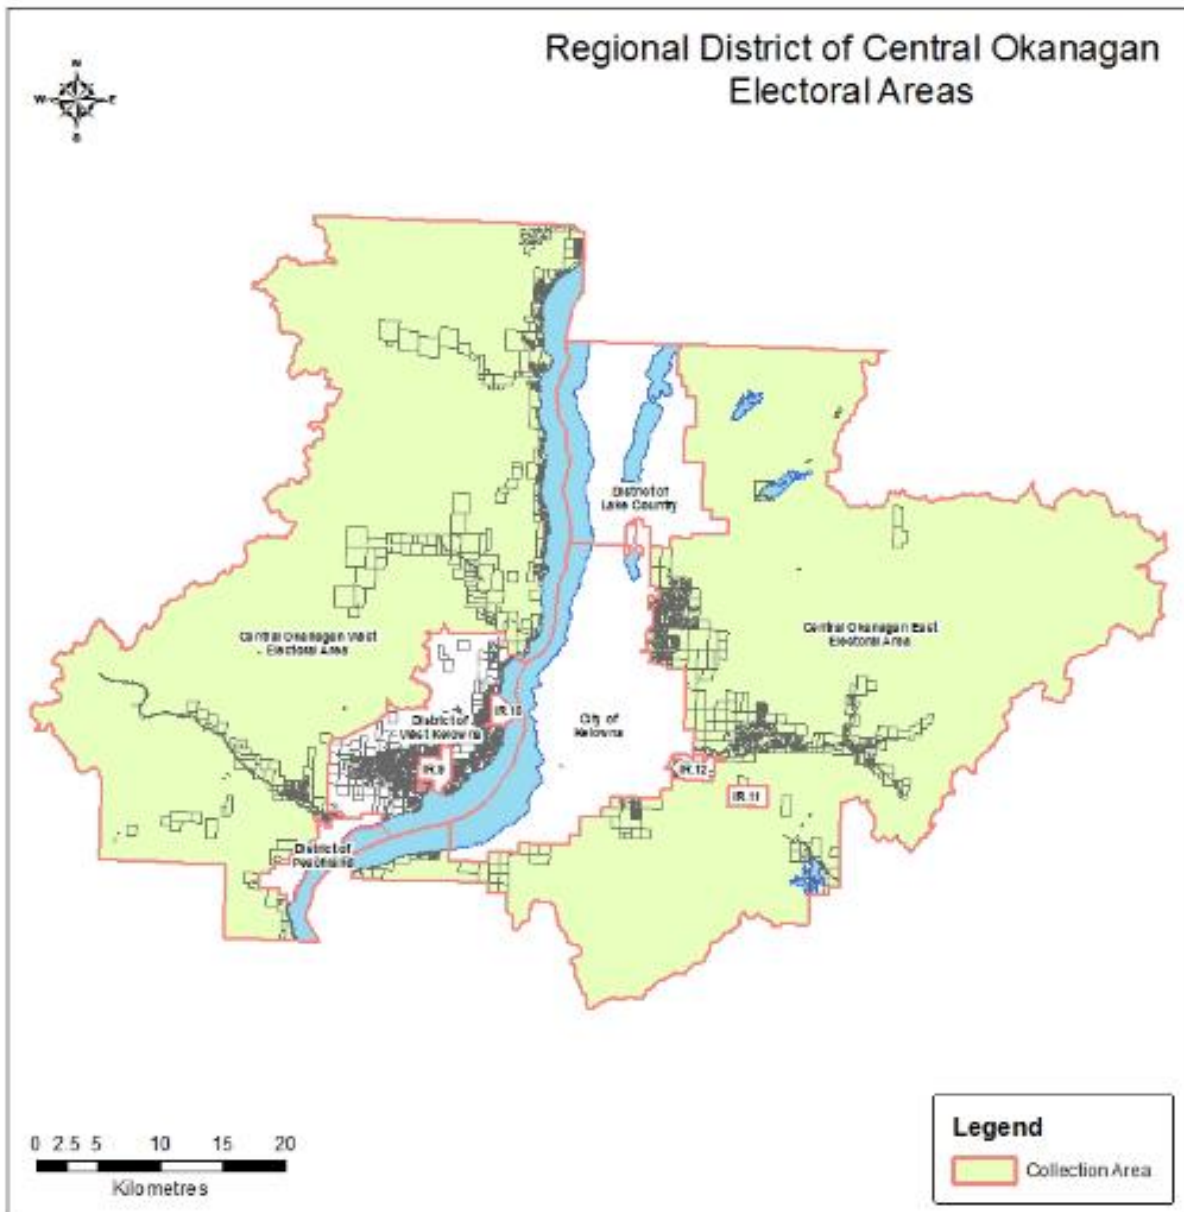 Regional District of Central Okanagan
Electoral Areas
N
W
E
S
District of
Lake Country
Central Okanagan West
Electoral Area
Central Okanagan East
Electoral Area
IR.10
District of
West Kelowna
City of
Kelowna
IR.9
IR.12
IR.11
District of
Peachland
0 2.5 5 10 15 20
Kilometres
Legend
Collection Area